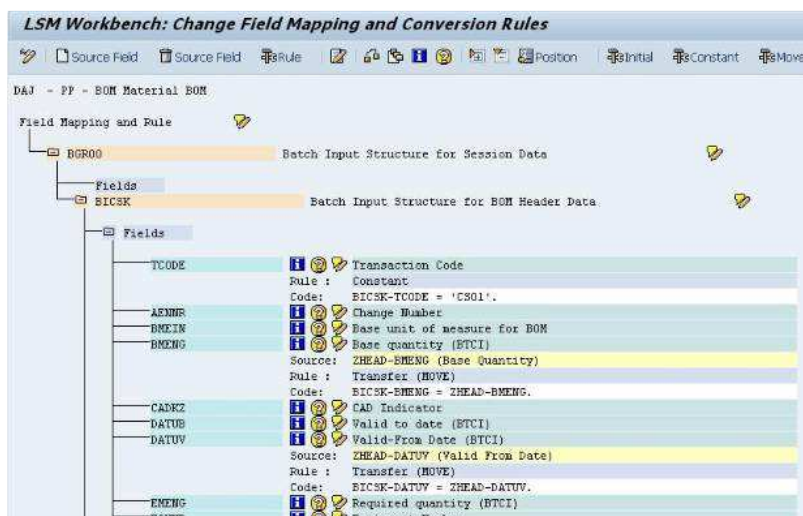 LSM Workbench: Change Field Mapping and Conversion Rules
Source Field Source Field Rule Position Initial Constant Move
DAJ - PP - BOM Material BOM
Field Mapping and Rule
BGR00 Batch Input Structure for Session Data
Fields
BICSK Batch Input Structure for BOM Header Data
Fields
TCODE Transaction Code
Rule : Constant
Code: BICSK-TCODE = 'CS01'.
AENNR Change Number
BMEIN Base unit of measure for BOM
BMENG Base quantity (BTCI)
Source: ZHEAD-BMENG (Base Quantity)
Rule : Transfer (MOVE)
Code: BICSK-BMENG = ZHEAD-BMENG.
CADKZ CAD Indicator
DATUB Valid to date (BTCI)
DATUV Valid-From Date (BTCI)
Source: ZHEAD-DATUV (Valid From Date)
Rule : Transfer (MOVE)
Code: BICSK-DATUV = ZHEAD-DATUV.
EMENG Required quantity (BTCI)